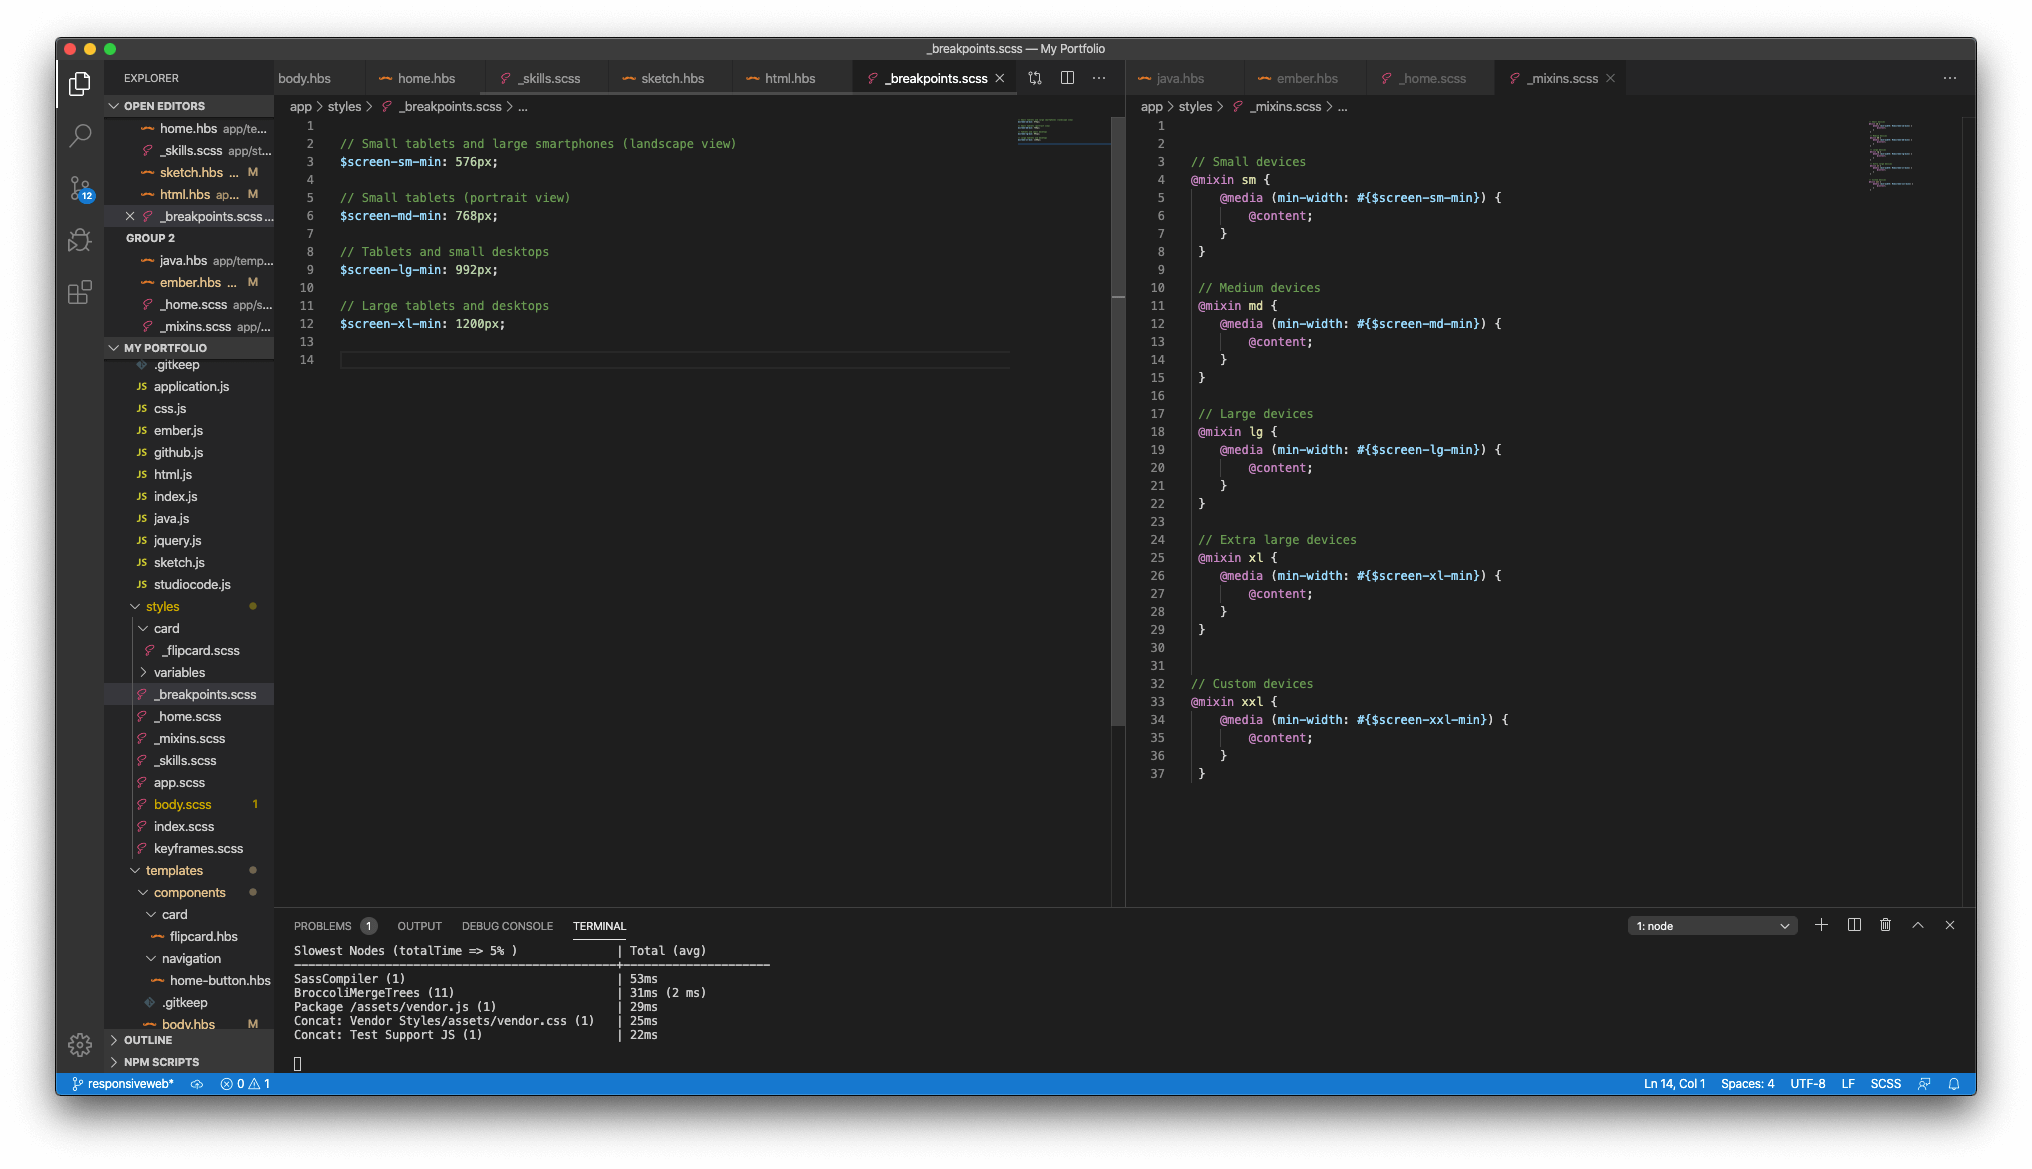 _breakpoints.scss — My Portfolio
EXPLORER
OPEN EDITORS
home.hbs app/te...
_skills.scss app/st...
sketch.hbs ... M
html.hbs ap... M
_breakpoints.scss...
GROUP 2
java.hbs app/temp...
ember.hbs ... M
_home.scss app/s...
_mixins.scss app/...
MY PORTFOLIO
.gitkeep
JS application.js
JS css.js
JS ember.js
JS github.js
JS html.js
JS index.js
JS java.js
JS jquery.js
JS sketch.js
JS studiocode.js
styles
card
_flipcard.scss
variables
_breakpoints.scss
_home.scss
_mixins.scss
_skills.scss
app.scss
body.scss 1
index.scss
keyframes.scss
templates
components
card
flipcard.hbs
navigation
home-button.hbs
.gitkeep
body.hbs M
OUTLINE
NPM SCRIPTS
12
body.hbs home.hbs _skills.scss sketch.hbs html.hbs _breakpoints.scss
app > styles > _breakpoints.scss > ...
1
2 // Small tablets and large smartphones (landscape view)
3 $screen-sm-min: 576px;
4
5 // Small tablets (portrait view)
6 $screen-md-min: 768px;
7
8 // Tablets and small desktops
9 $screen-lg-min: 992px;
10
11 // Large tablets and desktops
12 $screen-xl-min: 1200px;
13
14
java.hbs ember.hbs _home.scss _mixins.scss
app > styles > _mixins.scss > ...
1
2
3 // Small devices
4 @mixin sm {
5 @media (min-width: #{$screen-sm-min}) {
6 @content;
7 }
8 }
9
10 // Medium devices
11 @mixin md {
12 @media (min-width: #{$screen-md-min}) {
13 @content;
14 }
15 }
16
17 // Large devices
18 @mixin lg {
19 @media (min-width: #{$screen-lg-min}) {
20 @content;
21 }
22 }
23
24 // Extra large devices
25 @mixin xl {
26 @media (min-width: #{$screen-xl-min}) {
27 @content;
28 }
29 }
30
31
32 // Custom devices
33 @mixin xxl {
34 @media (min-width: #{$screen-xxl-min}) {
35 @content;
36 }
37 }
PROBLEMS 1 OUTPUT DEBUG CONSOLE TERMINAL 1: node
Slowest Nodes (totalTime => 5% ) | Total (avg)
----------------------------------------------+---------------------
SassCompiler (1) | 53ms
BroccoliMergeTrees (11) | 31ms (2 ms)
Package /assets/vendor.js (1) | 29ms
Concat: Vendor Styles/assets/vendor.css (1) | 25ms
Concat: Test Support JS (1) | 22ms
responsiveweb* 0 1 Ln 14, Col 1 Spaces: 4 UTF-8 LF SCSS